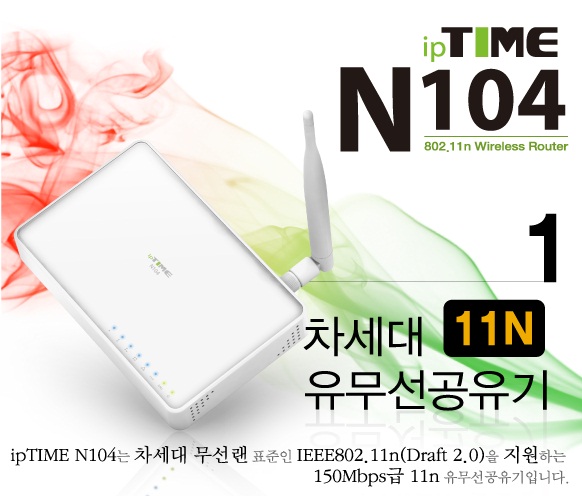 ipTIME
N104
802.11n Wireless Router
ipTIME
N104
1
차세대 11N
유무선공유기
ipTIME N104는 차세대 무선랜 표준인 IEEE802.11n(Draft 2.0)을 지원하는
150Mbps급 11n 유무선공유기입니다.